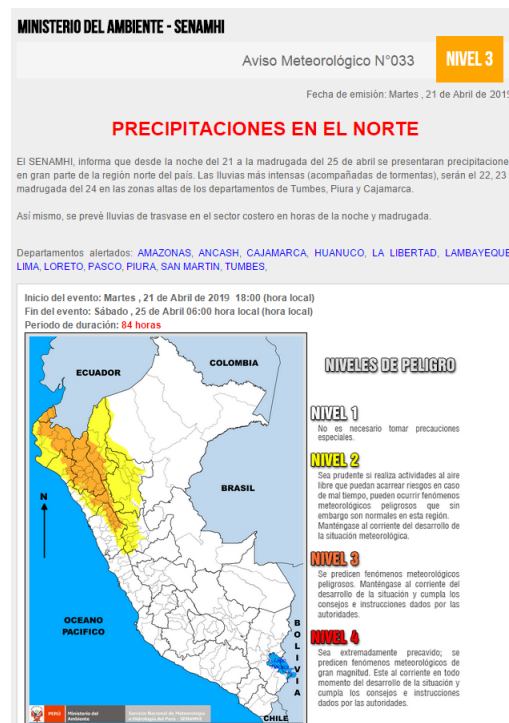 MINISTERIO DEL AMBIENTE - SENAMHI
Aviso Meteorológico N°033
NIVEL 3
Fecha de emisión: Martes , 21 de Abril de 2019
PRECIPITACIONES EN EL NORTE
El SENAMHI, informa que desde la noche del 21 a la madrugada del 25 de abril se presentaran precipitacione
en gran parte de la región norte del país. Las lluvias más intensas (acompañadas de tormentas), serán el 22, 23
madrugada del 24 en las zonas altas de los departamentos de Tumbes, Piura y Cajamarca.
Así mismo, se prevè lluvias de trasvase en el sector costero en horas de la noche y madrugada.
Departamentos alertados: AMAZONAS, ANCASH, CAJAMARCA, HUANUCO, LA LIBERTAD, LAMBAYEQUE
LIMA, LORETO, PASCO, PIURA, SAN MARTIN, TUMBES,
Inicio del evento: Martes , 21 de Abril de 2019 18:00 (hora local)
Fin del evento: Sábado , 25 de Abril 06:00 hora local (hora local)
Periodo de duración: 84 horas
ECUADOR
COLOMBIA
BRASIL
N
OCEANO
PACIFICO
BOLIVIA
CHILE
PERÚ
Ministerio del
Ambiente
Servicio Nacional de Meteorología
e Hidrología del Perú - SENAMHI
NIVELES DE PELIGRO
NIVEL 1
No es necesario tomar precauciones
especiales.
NIVEL 2
Sea prudente si realiza actividades al aire
libre que puedan acarrear riesgos en caso
de mal tiempo, pueden ocurrir fenómenos
meteorológicos peligrosos que sin
embargo son normales en esta región.
Manténgase al corriente del desarrollo de
la situación meteorológica.
NIVEL 3
Se predicen fenómenos meteorológicos
peligrosos. Manténgase al corriente del
desarrollo de la situación y cumpla los
consejos e instrucciones dados por las
autoridades.
NIVEL 4
Sea extremadamente precavido; se
predicen fenómenos meteorológicos de
gran magnitud. Este al corriente en todo
momento del desarrollo de la situación y
cumpla los consejos e instrucciones
dados por las autoridades.